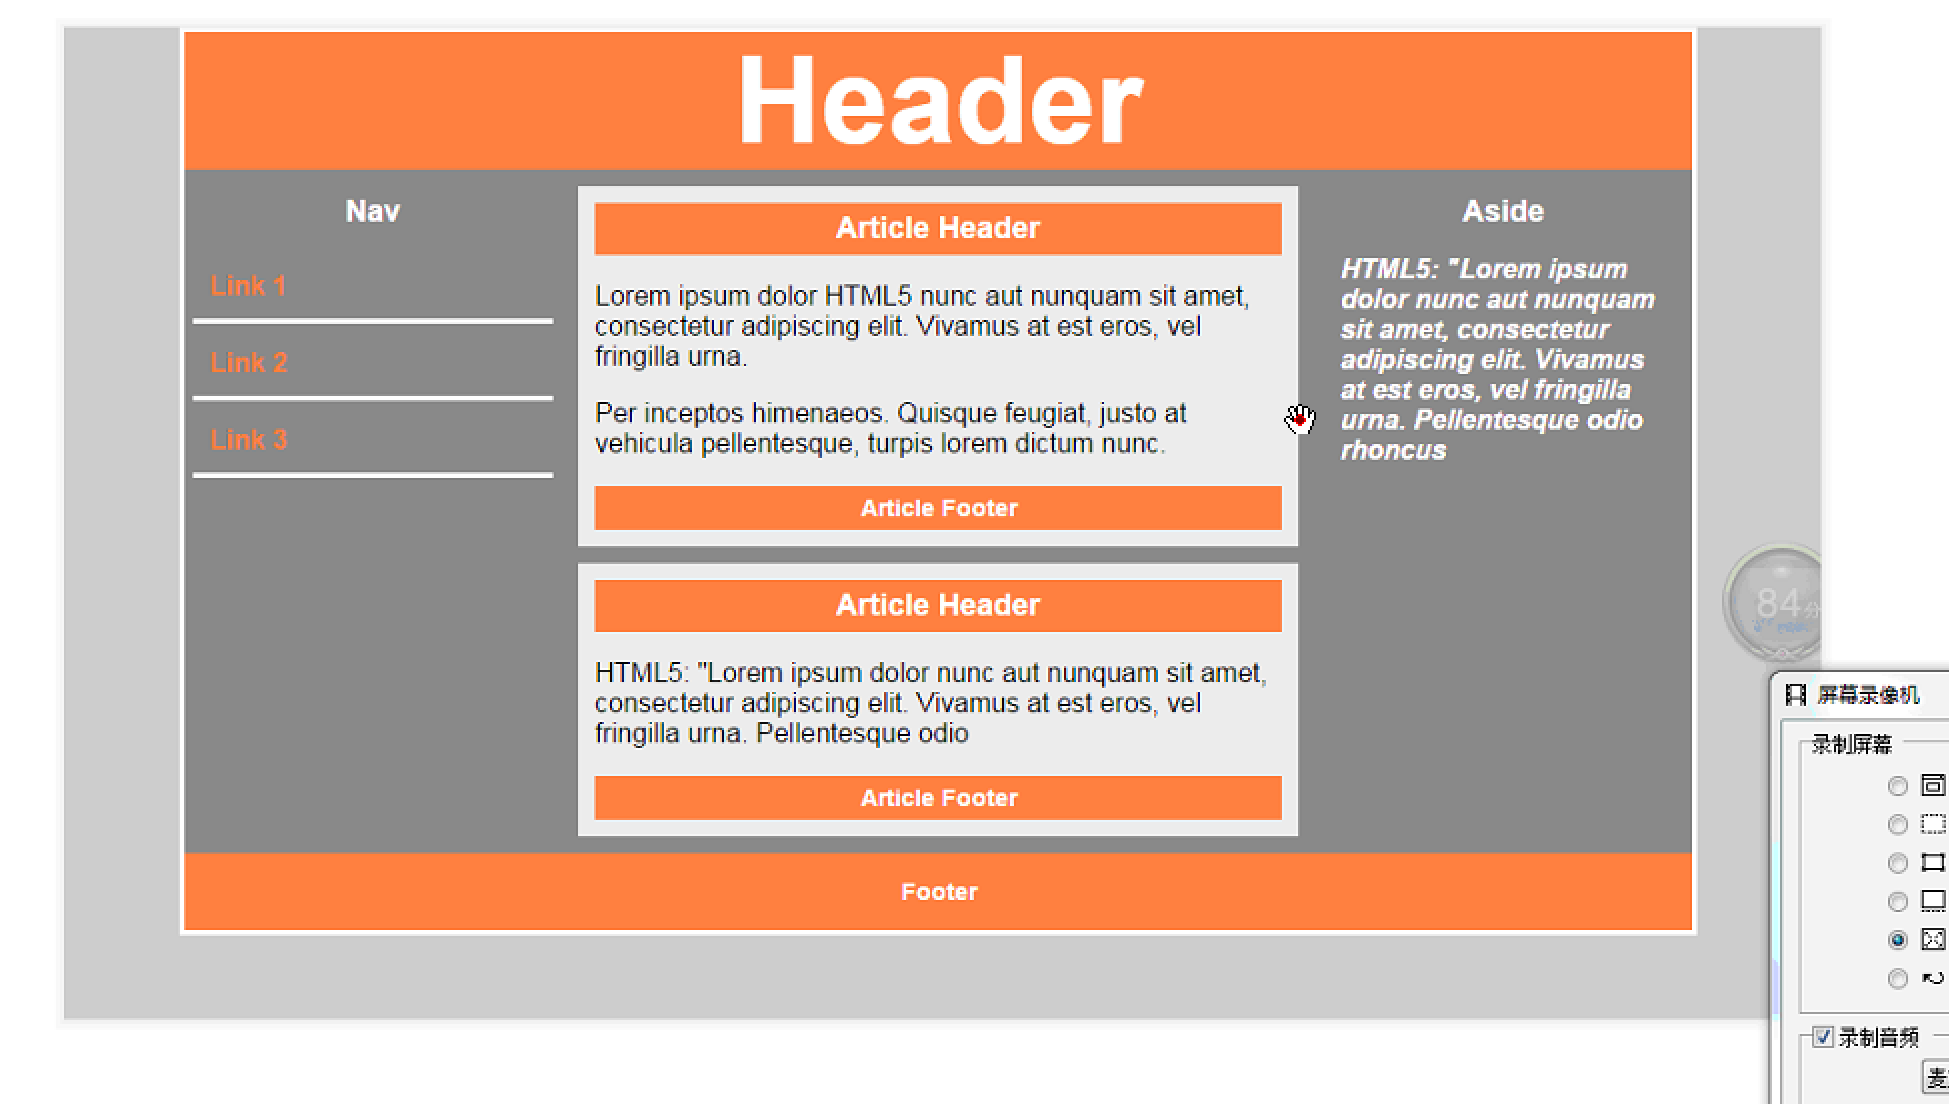 Header
Nav
Link 1
Link 2
Link 3
Article Header
Lorem ipsum dolor HTML5 nunc aut nunquam sit amet,
consectetur adipiscing elit. Vivamus at est eros, vel
fringilla urna.
Per inceptos himenaeos. Quisque feugiat, justo at
vehicula pellentesque, turpis lorem dictum nunc.
Article Footer
Article Header
HTML5: "Lorem ipsum dolor nunc aut nunquam sit amet,
consectetur adipiscing elit. Vivamus at est eros, vel
fringilla urna. Pellentesque odio
Article Footer
Aside
HTML5: "Lorem ipsum
dolor nunc aut nunquam
sit amet, consectetur
adipiscing elit. Vivamus
at est eros, vel fringilla
urna. Pellentesque odio
rhoncus
Footer
84分
屏幕录像机
录制屏幕
录制音频
麦